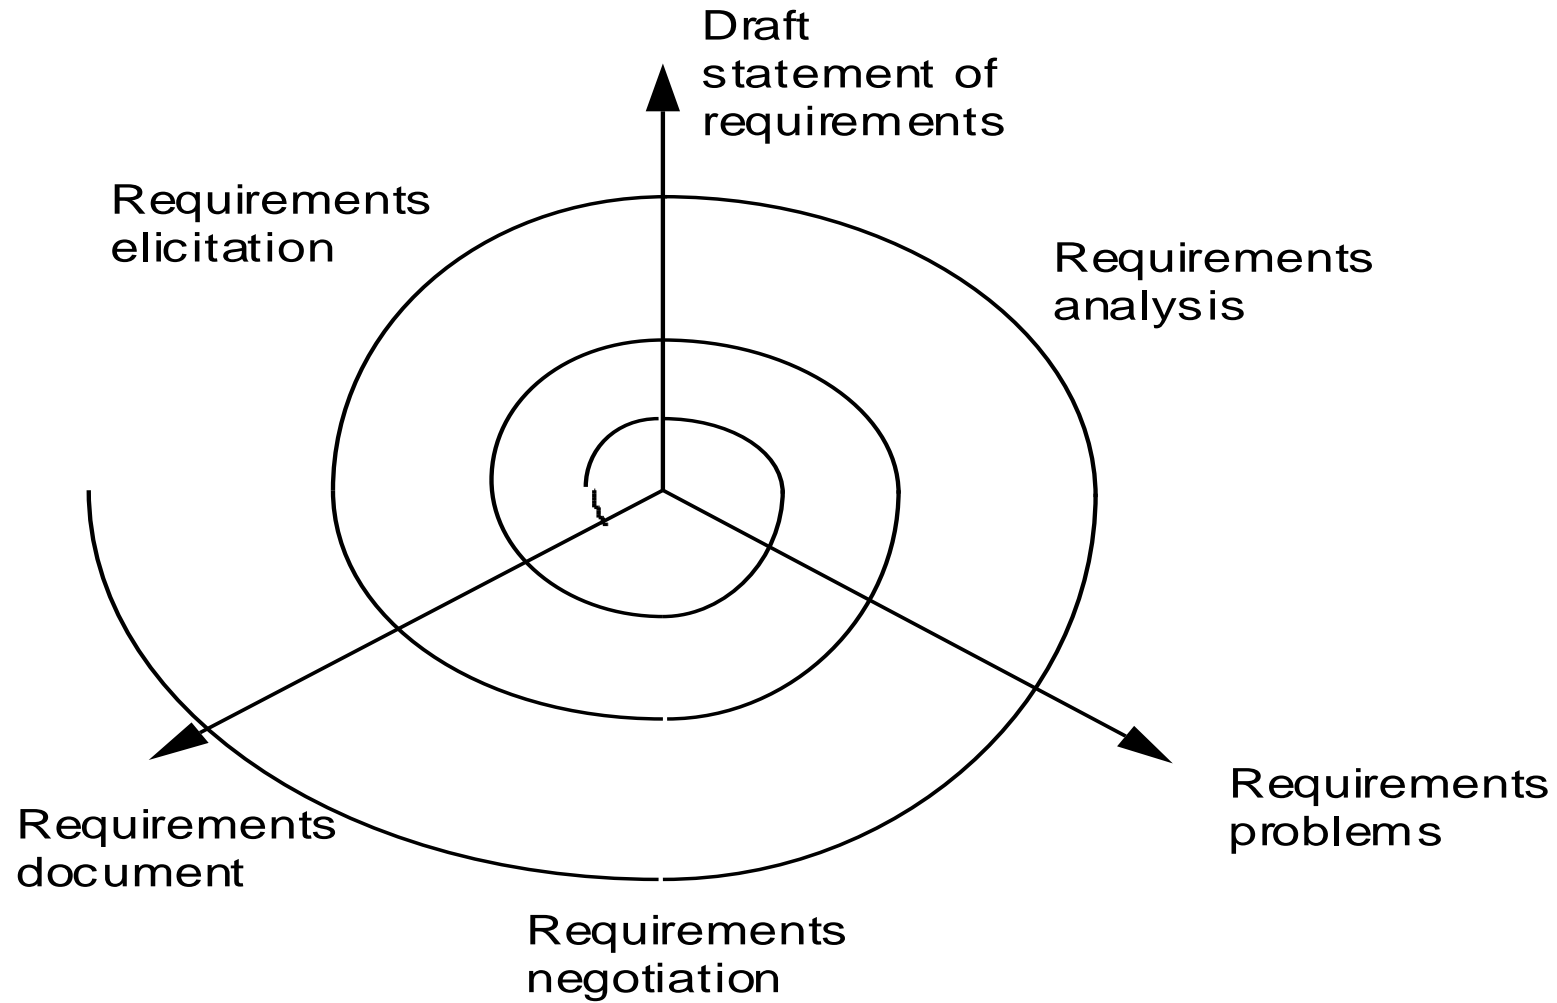 Draft
statement of
requirements
Requirements
elicitation
Requirements
analysis
Requirements
problems
Requirements
document
Requirements
negotiation